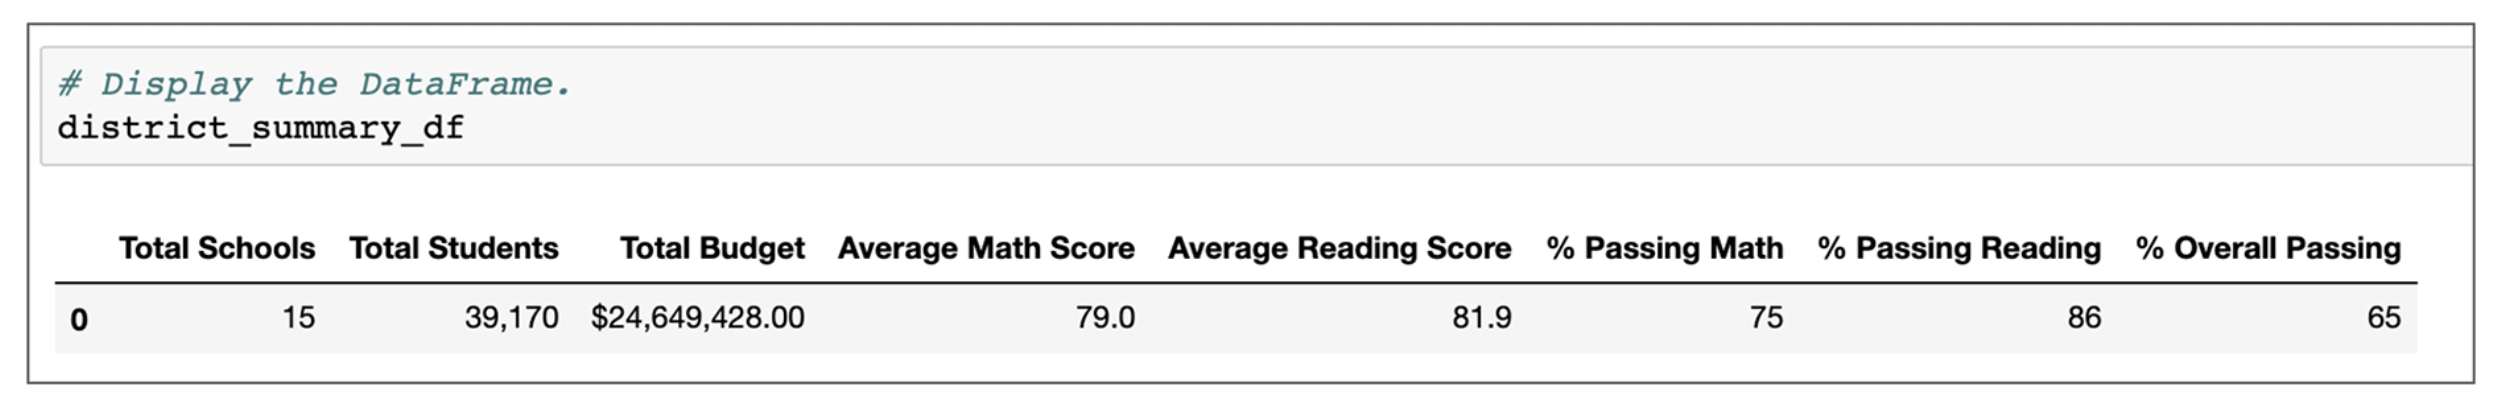 # Display the DataFrame.
district_summary_df
Total Schools Total Students Total Budget Average Math Score Average Reading Score % Passing Math % Passing Reading % Overall Passing
0 15 39,170 $24,649,428.00 79.0 81.9 75 86 65